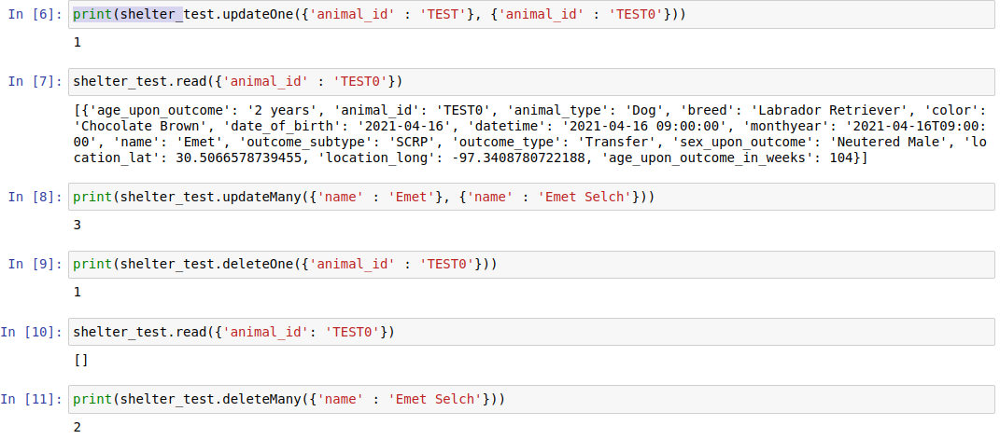 In [6]: print(shelter_test.updateOne({'animal_id' : 'TEST'}, {'animal_id' : 'TEST0'}))
1
In [7]: shelter_test.read({'animal_id' : 'TEST0'})
[{'age_upon_outcome': '2 years', 'animal_id': 'TEST0', 'animal_type': 'Dog', 'breed': 'Labrador Retriever', 'color':
'Chocolate Brown', 'date_of_birth': '2021-04-16', 'datetime': '2021-04-16 09:00:00', 'monthyear': '2021-04-16T09:00:
00', 'name': 'Emet', 'outcome_subtype': 'SCRP', 'outcome_type': 'Transfer', 'sex_upon_outcome': 'Neutered Male', 'lo
cation_lat': 30.5066578739455, 'location_long': -97.3408780722188, 'age_upon_outcome_in_weeks': 104}]
In [8]: print(shelter_test.updateMany({'name' : 'Emet'}, {'name' : 'Emet Selch'}))
3
In [9]: print(shelter_test.deleteOne({'animal_id' : 'TEST0'}))
1
In [10]: shelter_test.read({'animal_id': 'TEST0'})
[]
In [11]: print(shelter_test.deleteMany({'name' : 'Emet Selch'}))
2